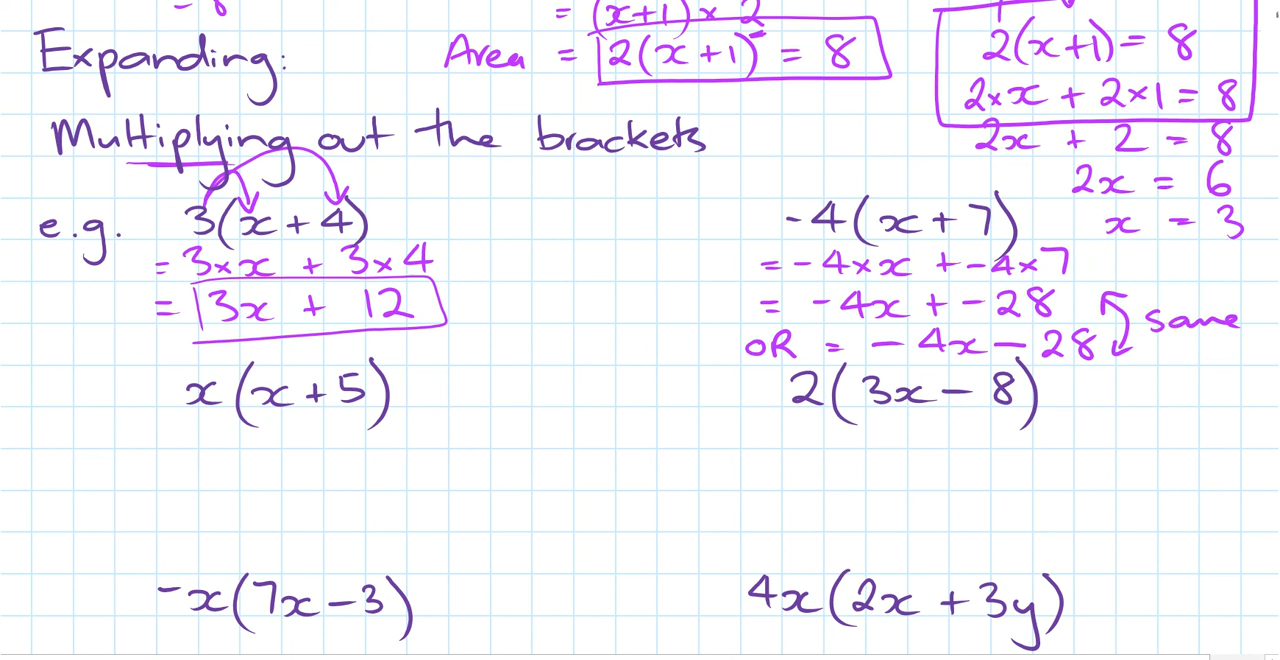 = 8
= (x+1) × 2
Expanding:
Area = 2(x+1) = 8
2(x+1) = 8
2×x + 2×1 = 8
2x + 2 = 8
2x = 6
x = 3
Multiplying out the brackets
e.g. 3(x+4)
= 3×x + 3×4
= 3x + 12
-4(x+7)
= -4×x + -4×7
= -4x + -28
OR = -4x - 28
same
x(x+5)
2(3x-8)
-x(7x-3)
4x(2x+3y)